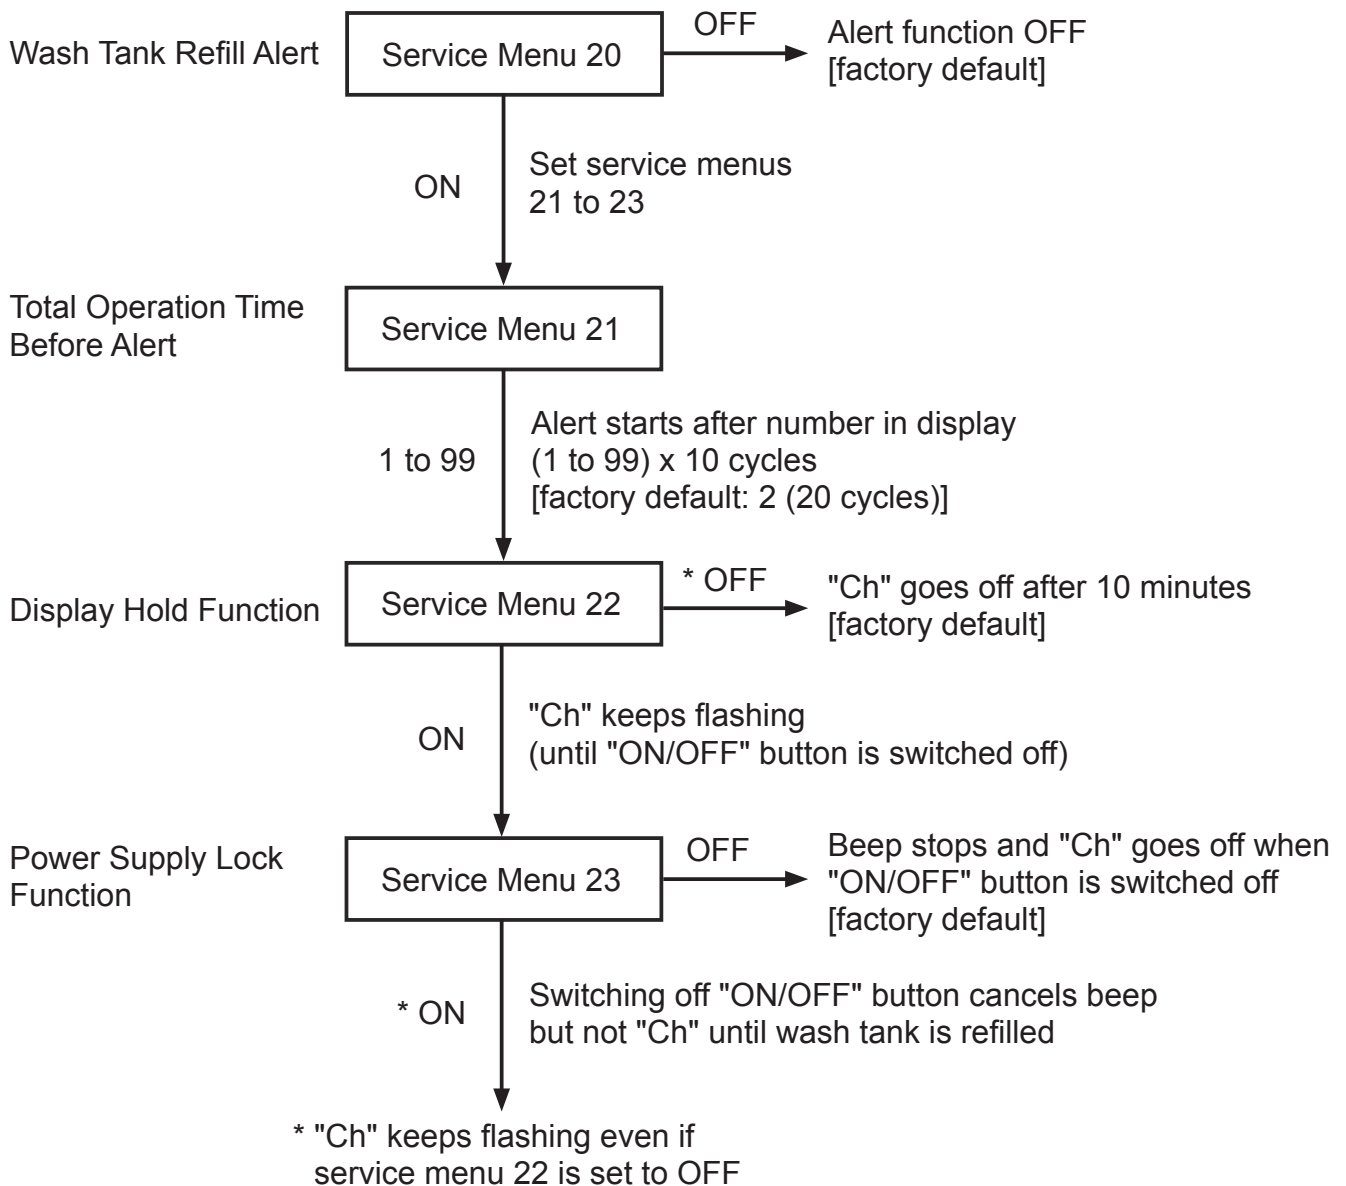 Wash Tank Refill Alert
Service Menu 20
OFF
Alert function OFF
[factory default]
ON
Set service menus
21 to 23
Total Operation Time
Before Alert
Service Menu 21
1 to 99
Alert starts after number in display
(1 to 99) x 10 cycles
[factory default: 2 (20 cycles)]
Display Hold Function
Service Menu 22
* OFF
"Ch" goes off after 10 minutes
[factory default]
ON
"Ch" keeps flashing
(until "ON/OFF" button is switched off)
Power Supply Lock
Function
Service Menu 23
OFF
Beep stops and "Ch" goes off when
"ON/OFF" button is switched off
[factory default]
* ON
Switching off "ON/OFF" button cancels beep
but not "Ch" until wash tank is refilled
* "Ch" keeps flashing even if
service menu 22 is set to OFF